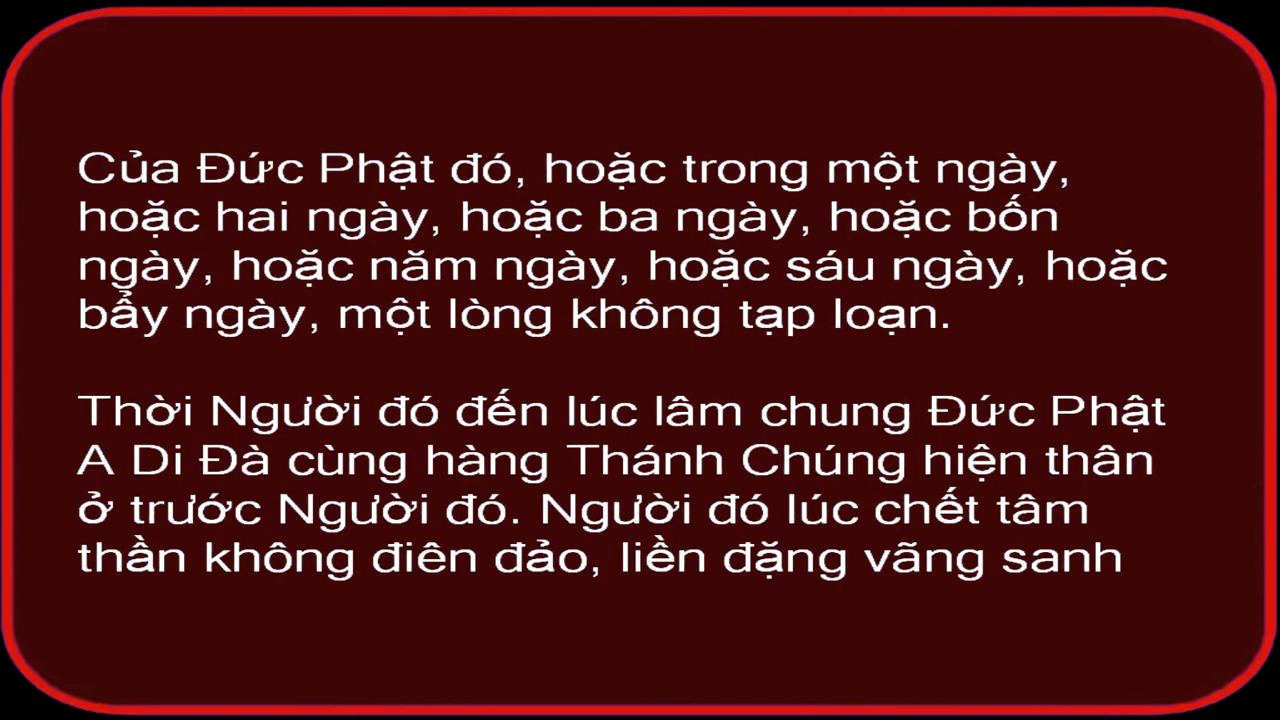 Của Đức Phật đó, hoặc trong một ngày,
hoặc hai ngày, hoặc ba ngày, hoặc bốn
ngày, hoặc năm ngày, hoặc sáu ngày, hoặc
bẩy ngày, một lòng không tạp loạn.
Thời Người đó đến lúc lâm chung Đức Phật
A Di Đà cùng hàng Thánh Chúng hiện thân
ở trước Người đó. Người đó lúc chết tâm
thần không điên đảo, liền đặng vãng sanh